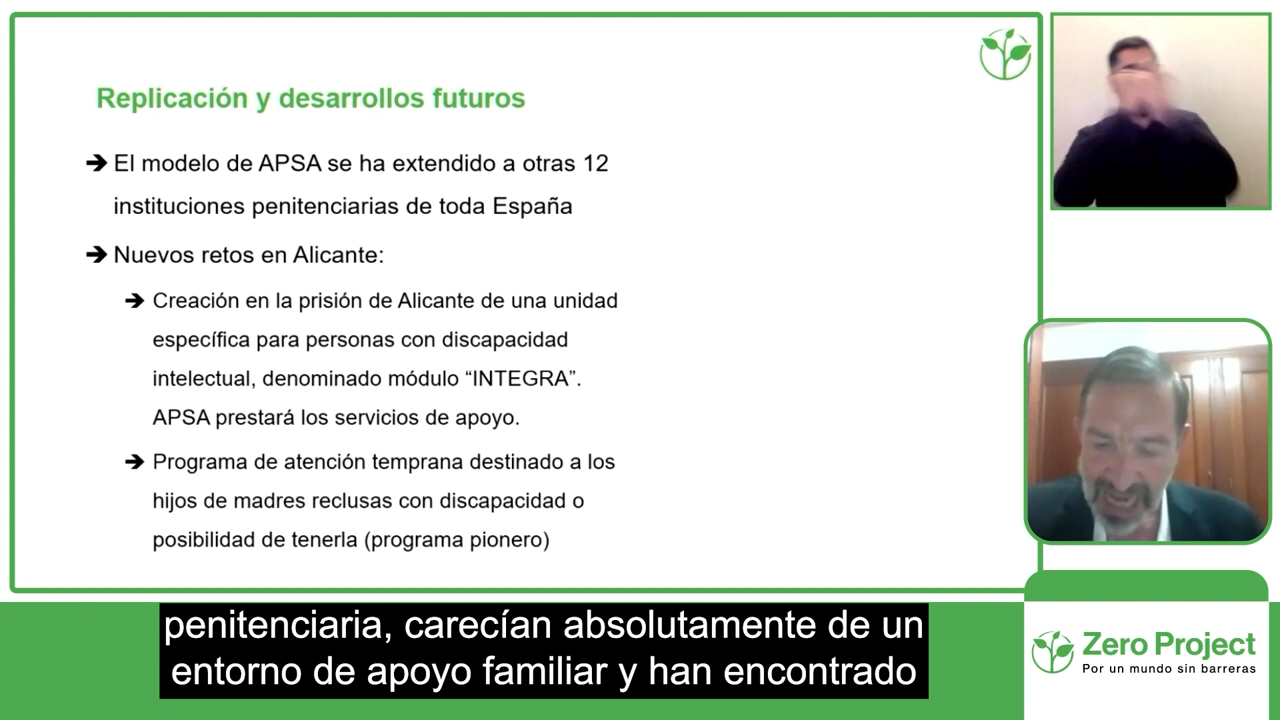 Replicación y desarrollos futuros
➔ El modelo de APSA se ha extendido a otras 12
instituciones penitenciarias de toda España
➔ Nuevos retos en Alicante:
➔ Creación en la prisión de Alicante de una unidad
específica para personas con discapacidad
intelectual, denominado módulo “INTEGRA”.
APSA prestará los servicios de apoyo.
➔ Programa de atención temprana destinado a los
hijos de madres reclusas con discapacidad o
posibilidad de tenerla (programa pionero)
penitenciaria, carecían absolutamente de un
entorno de apoyo familiar y han encontrado
Zero Project
Por un mundo sin barreras